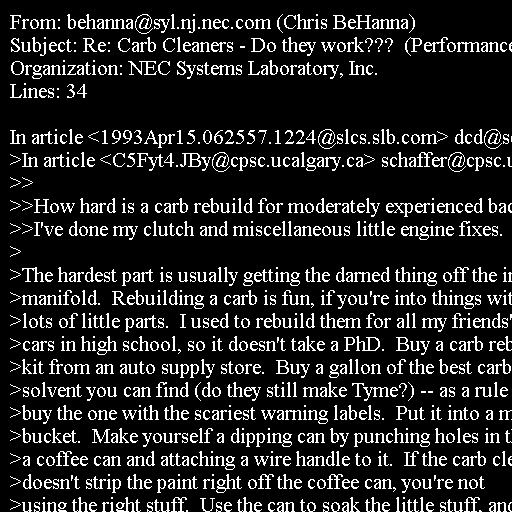 From: behanna@syl.nj.nec.com (Chris BeHanna)
Subject: Re: Carb Cleaners - Do they work??? (Performance
Organization: NEC Systems Laboratory, Inc.
Lines: 34

In article <1993Apr15.062557.1224@slcs.slb.com> dcd@se
>In article <C5Fyt4.JBy@cpsc.ucalgary.ca> schaffer@cpsc.u
>>
>>How hard is a carb rebuild for moderately experienced bac
>>I've done my clutch and miscellaneous little engine fixes.
>
>The hardest part is usually getting the darned thing off the in
>manifold.  Rebuilding a carb is fun, if you're into things wit
>lots of little parts.  I used to rebuild them for all my friends'
>cars in high school, so it doesn't take a PhD.  Buy a carb reb
>kit from an auto supply store.  Buy a gallon of the best carb
>solvent you can find (do they still make Tyme?) -- as a rule
>buy the one with the scariest warning labels.  Put it into a m
>bucket.  Make yourself a dipping can by punching holes in th
>a coffee can and attaching a wire handle to it.  If the carb cle
>doesn't strip the paint right off the coffee can, you're not
>using the right stuff.  Use the can to soak the little stuff, and